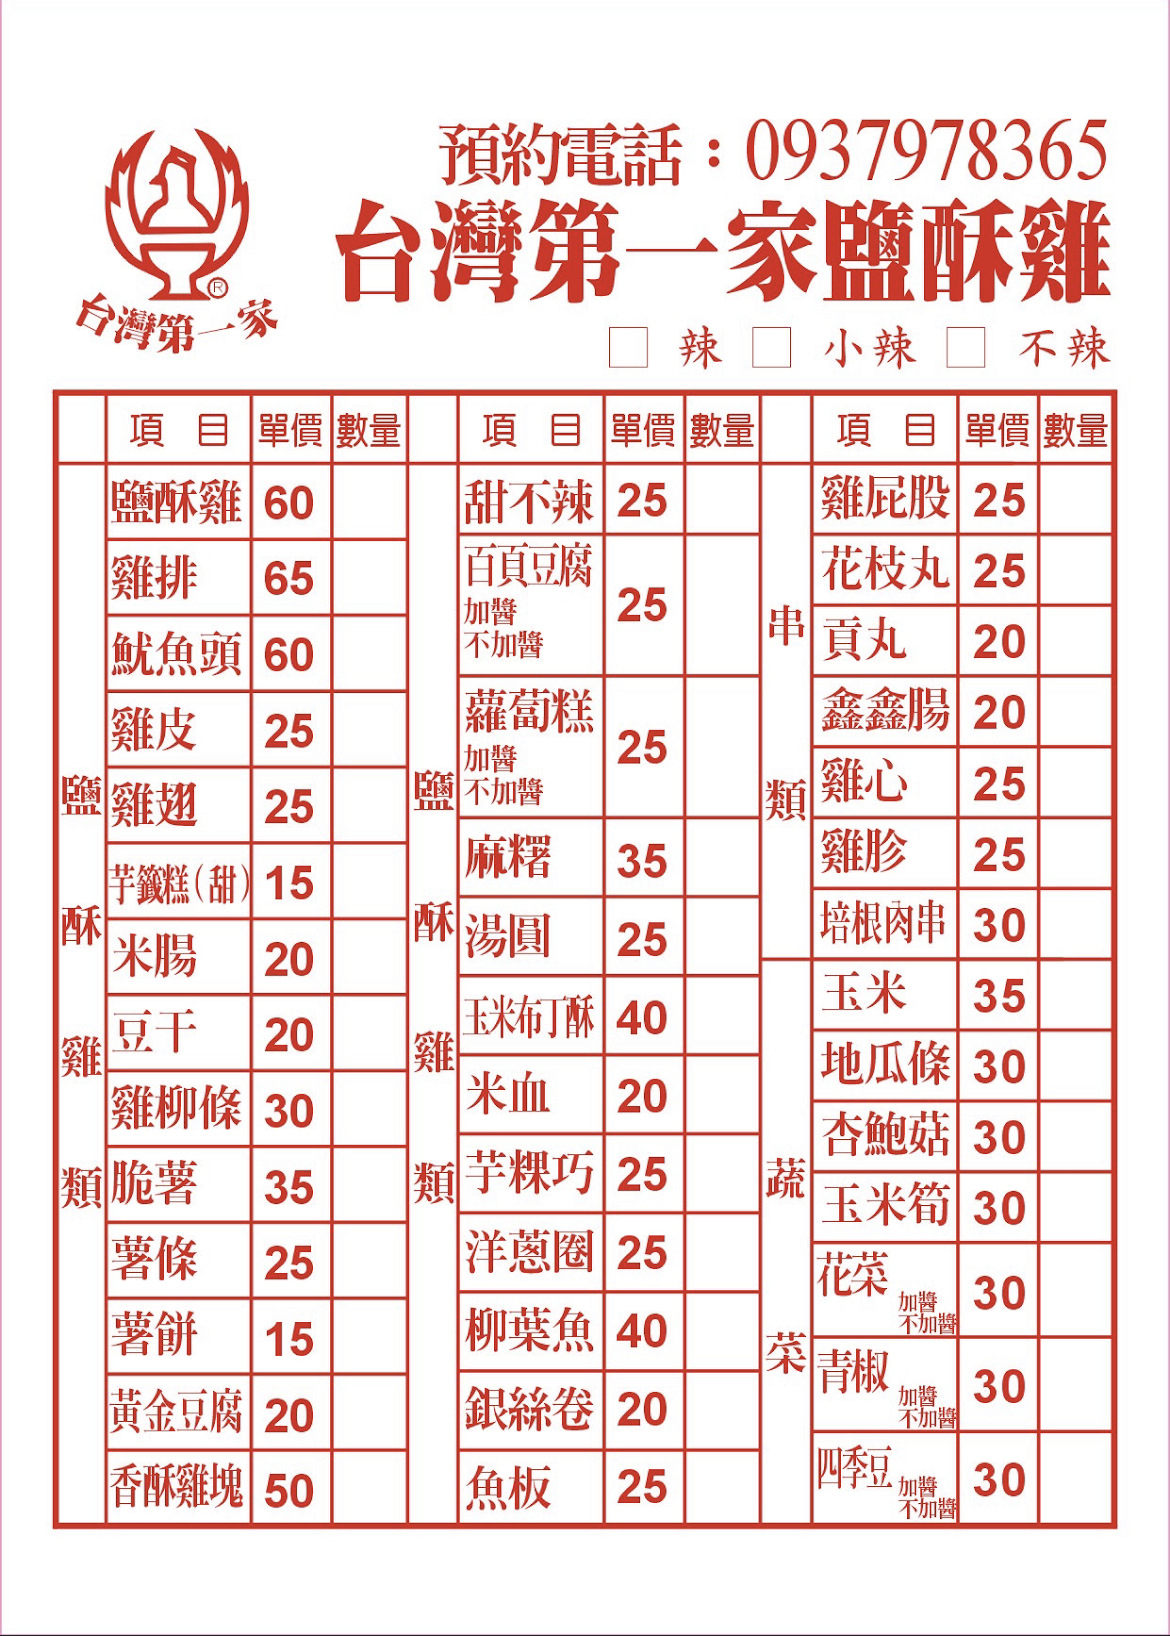 預約電話：0937978365
台灣第一家鹽酥雞
®
台灣第一家
辣 小辣 不辣
項目 單價 數量 項目 單價 數量 項目 單價 數量
鹽酥雞類
鹽酥雞 60
雞排 65
魷魚頭 60
雞皮 25
雞翅 25
芋籤糕(甜) 15
米腸 20
豆干 20
雞柳條 30
脆薯 35
薯條 25
薯餅 15
黃金豆腐 20
香酥雞塊 50
鹽酥雞類
甜不辣 25
百頁豆腐 25
加醬
不加醬
蘿蔔糕 25
加醬
不加醬
麻糬 35
湯圓 25
玉米布丁酥 40
米血 20
芋粿巧 25
洋蔥圈 25
柳葉魚 40
銀絲卷 20
魚板 25
串類
雞屁股 25
花枝丸 25
貢丸 20
鑫鑫腸 20
雞心 25
雞胗 25
培根肉串 30
蔬菜
玉米 35
地瓜條 30
杏鮑菇 30
玉米筍 30
花菜 30
加醬
不加醬
青椒 30
加醬
不加醬
四季豆 30
加醬
不加醬